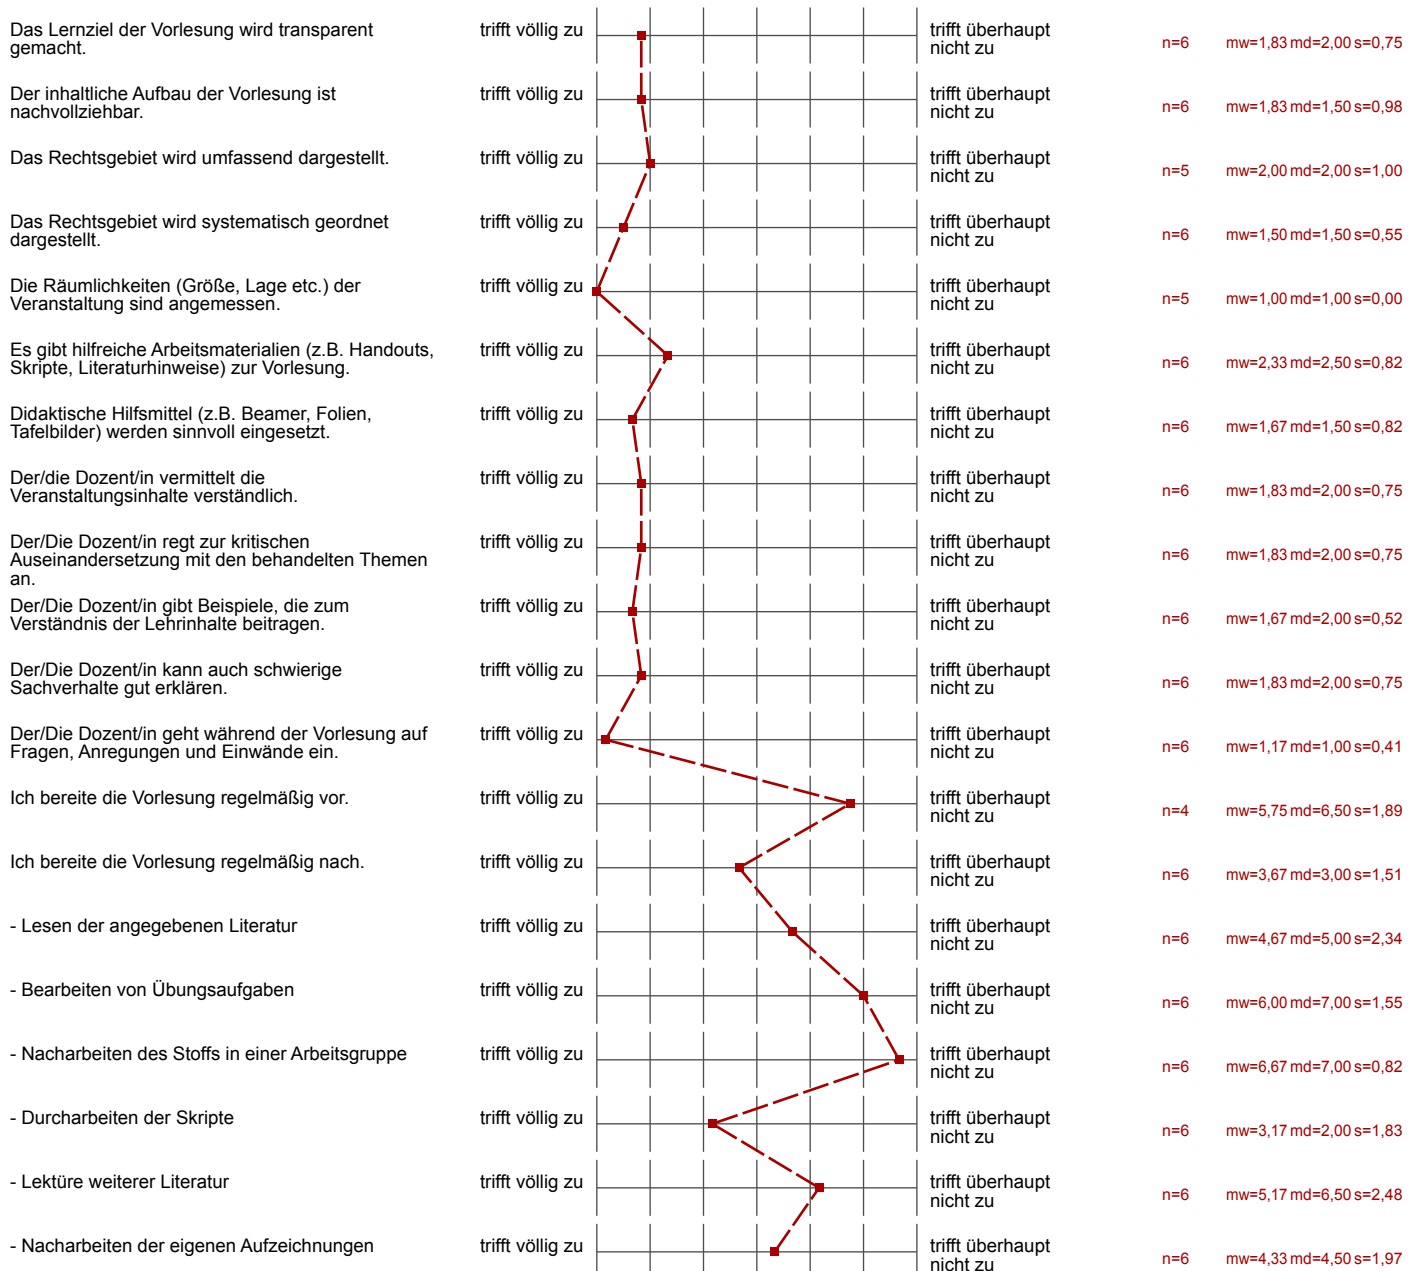 Das Lernziel der Vorlesung wird transparent
gemacht.
trifft völlig zu
trifft überhaupt
nicht zu
n=6
mw=1,83 md=2,00 s=0,75
Der inhaltliche Aufbau der Vorlesung ist
nachvollziehbar.
trifft völlig zu
trifft überhaupt
nicht zu
n=6
mw=1,83 md=1,50 s=0,98
Das Rechtsgebiet wird umfassend dargestellt.
trifft völlig zu
trifft überhaupt
nicht zu
n=5
mw=2,00 md=2,00 s=1,00
Das Rechtsgebiet wird systematisch geordnet
dargestellt.
trifft völlig zu
trifft überhaupt
nicht zu
n=6
mw=1,50 md=1,50 s=0,55
Die Räumlichkeiten (Größe, Lage etc.) der
Veranstaltung sind angemessen.
trifft völlig zu
trifft überhaupt
nicht zu
n=5
mw=1,00 md=1,00 s=0,00
Es gibt hilfreiche Arbeitsmaterialien (z.B. Handouts,
Skripte, Literaturhinweise) zur Vorlesung.
trifft völlig zu
trifft überhaupt
nicht zu
n=6
mw=2,33 md=2,50 s=0,82
Didaktische Hilfsmittel (z.B. Beamer, Folien,
Tafelbilder) werden sinnvoll eingesetzt.
trifft völlig zu
trifft überhaupt
nicht zu
n=6
mw=1,67 md=1,50 s=0,82
Der/die Dozent/in vermittelt die
Veranstaltungsinhalte verständlich.
trifft völlig zu
trifft überhaupt
nicht zu
n=6
mw=1,83 md=2,00 s=0,75
Der/Die Dozent/in regt zur kritischen
Auseinandersetzung mit den behandelten Themen
an.
trifft völlig zu
trifft überhaupt
nicht zu
n=6
mw=1,83 md=2,00 s=0,75
Der/Die Dozent/in gibt Beispiele, die zum
Verständnis der Lehrinhalte beitragen.
trifft völlig zu
trifft überhaupt
nicht zu
n=6
mw=1,67 md=2,00 s=0,52
Der/Die Dozent/in kann auch schwierige
Sachverhalte gut erklären.
trifft völlig zu
trifft überhaupt
nicht zu
n=6
mw=1,83 md=2,00 s=0,75
Der/Die Dozent/in geht während der Vorlesung auf
Fragen, Anregungen und Einwände ein.
trifft völlig zu
trifft überhaupt
nicht zu
n=6
mw=1,17 md=1,00 s=0,41
Ich bereite die Vorlesung regelmäßig vor.
trifft völlig zu
trifft überhaupt
nicht zu
n=4
mw=5,75 md=6,50 s=1,89
Ich bereite die Vorlesung regelmäßig nach.
trifft völlig zu
trifft überhaupt
nicht zu
n=6
mw=3,67 md=3,00 s=1,51
- Lesen der angegebenen Literatur
trifft völlig zu
trifft überhaupt
nicht zu
n=6
mw=4,67 md=5,00 s=2,34
- Bearbeiten von Übungsaufgaben
trifft völlig zu
trifft überhaupt
nicht zu
n=6
mw=6,00 md=7,00 s=1,55
- Nacharbeiten des Stoffs in einer Arbeitsgruppe
trifft völlig zu
trifft überhaupt
nicht zu
n=6
mw=6,67 md=7,00 s=0,82
- Durcharbeiten der Skripte
trifft völlig zu
trifft überhaupt
nicht zu
n=6
mw=3,17 md=2,00 s=1,83
- Lektüre weiterer Literatur
trifft völlig zu
trifft überhaupt
nicht zu
n=6
mw=5,17 md=6,50 s=2,48
- Nacharbeiten der eigenen Aufzeichnungen
trifft völlig zu
trifft überhaupt
nicht zu
n=6
mw=4,33 md=4,50 s=1,97